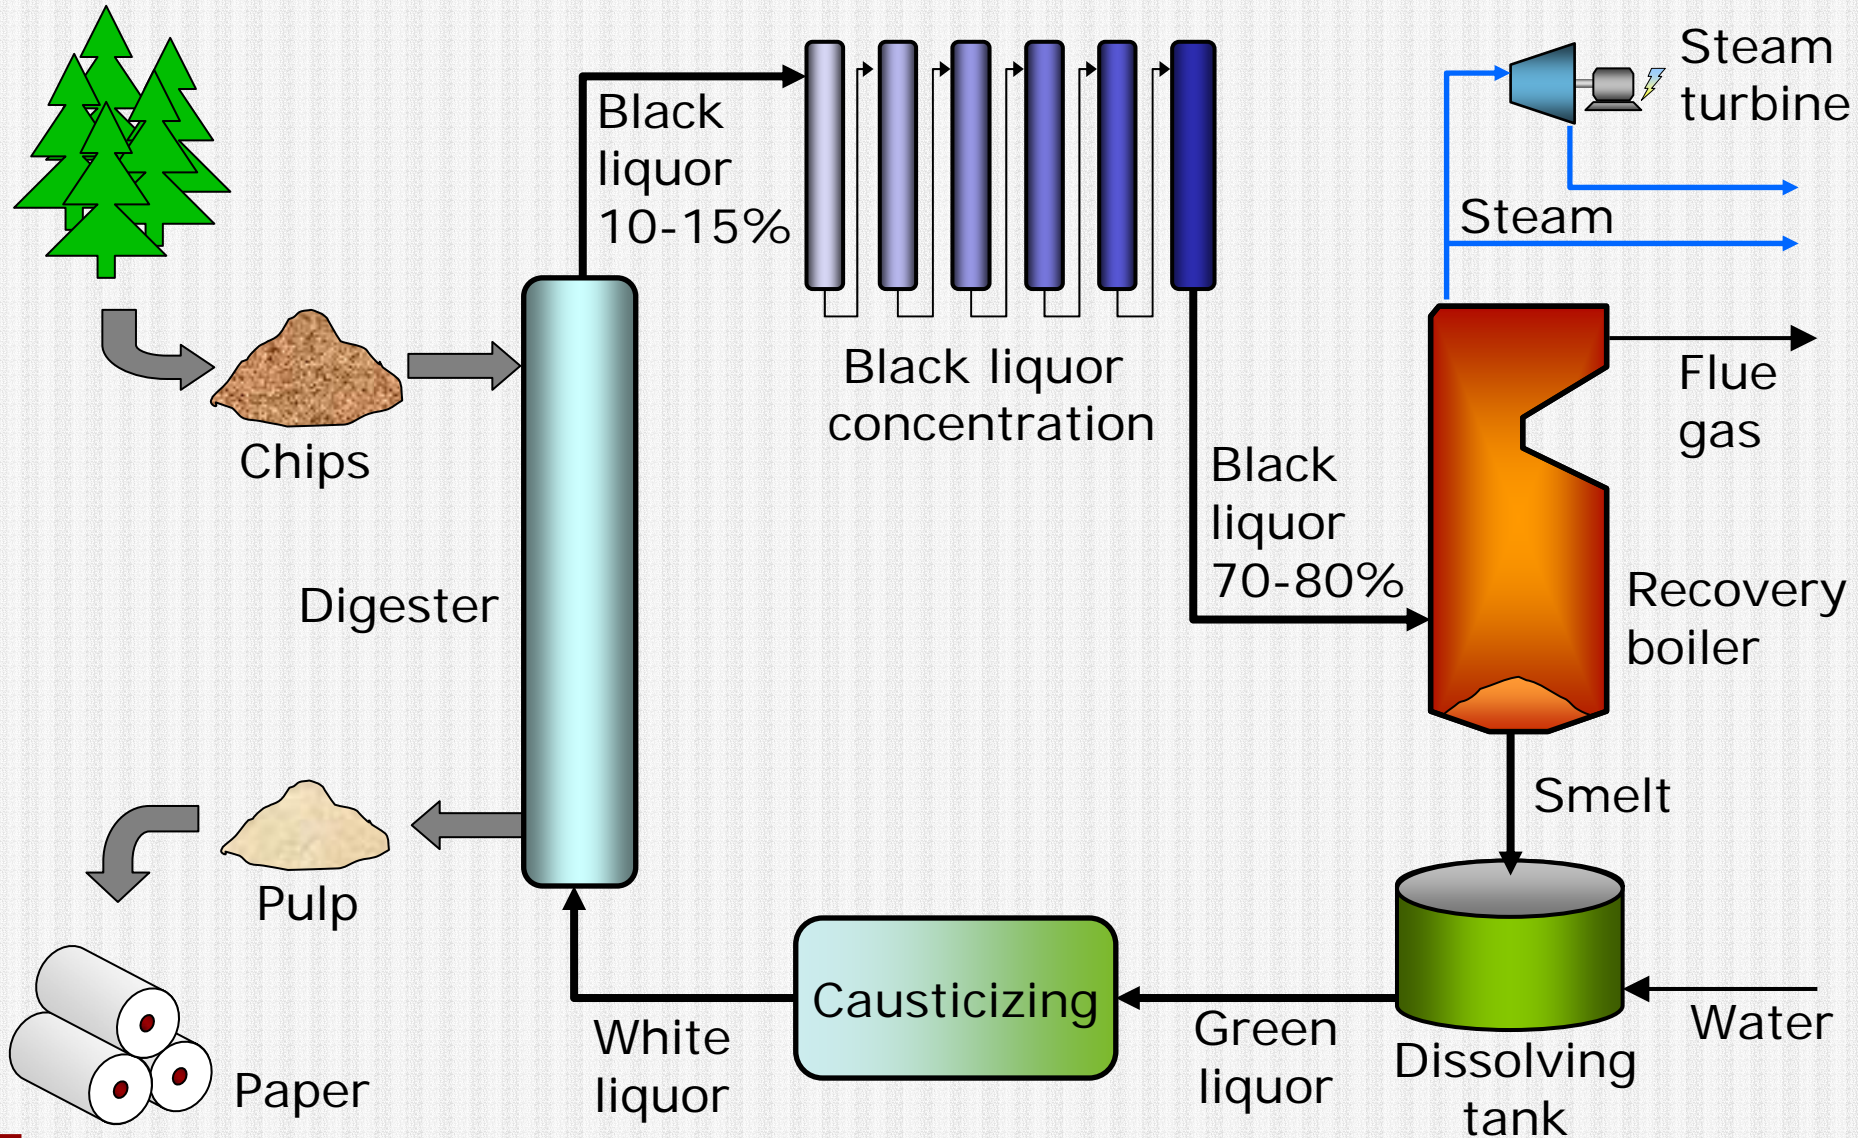 Black
liquor
10-15%
Steam
turbine
Steam
Black liquor
concentration
Flue
gas
Chips
Black
liquor
70-80%
Digester
Recovery
boiler
Smelt
Pulp
Causticizing
White
liquor
Green
liquor
Water
Dissolving
tank
Paper